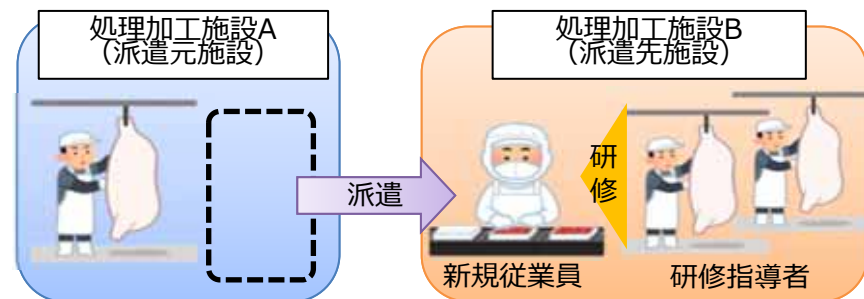 処理加工施設A
（派遣元施設）
処理加工施設B
（派遣先施設）
派遣
研修
新規従業員
研修指導者